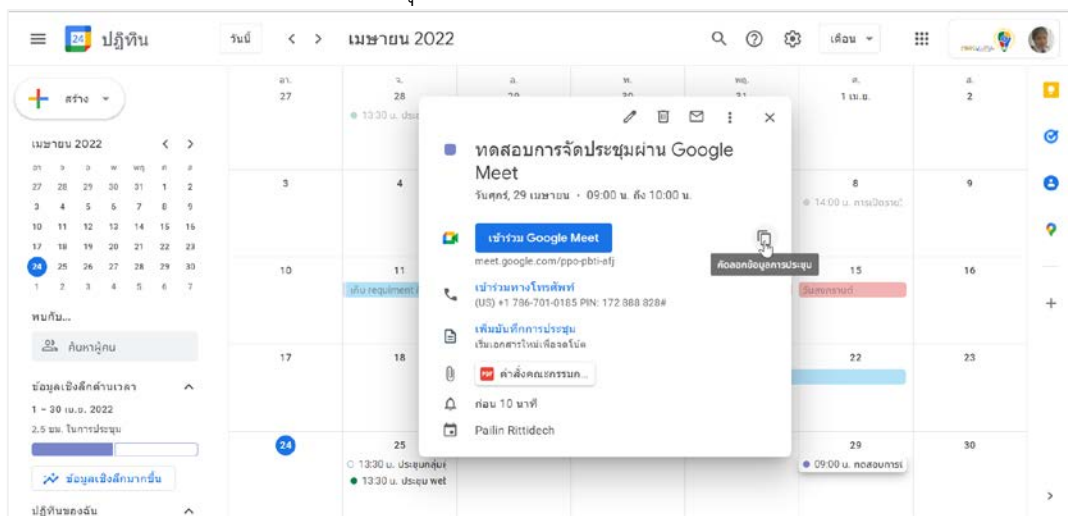 24 ปฏิทิน
วันนี้ เมษายน 2022 เดือน
สร้าง
เมษายน 2022
27 28 29 30 31 1 2
3 4 5 6 7 8 9
10 11 12 13 14 15 16
17 18 19 20 21 22 23
24 25 26 27 28 29 30
1 2 3 4 5 6 7
พบกับ...
ค้นหาผู้คน
ข้อมูลเชิงลึกด้านเวลา
1 – 30 เม.ย. 2022
2.5 ชม. ในการประชุม
ข้อมูลเชิงลึกมากขึ้น
ปฏิทินของฉัน
อา. จ. อ. พ. พฤ. ศ. ส.
27 28 29 30 31 1 เม.ย. 2
13:30 น.
3 4 8 9
10 11 15 16
17 18 22 23
24 25 29 30
13:30 น. ประชุมกลุ่ม
13:30 น. ประชุม web
09:00 น. ทดสอบการ
ทดสอบการจัดประชุมผ่าน Google
Meet
วันศุกร์, 29 เมษายน · 09:00 น. ถึง 10:00 น.
เข้าร่วม Google Meet
meet.google.com/ppo-pbti-afj
คัดลอกข้อมูลการประชุม
เข้าร่วมทางโทรศัพท์
(US) +1 786-701-0185 PIN: 172 888 828#
เพิ่มบันทึกการประชุม
เริ่มเอกสารใหม่เพื่อจดโน้ต
PDF คำสั่งคณะกรรมก...
ก่อน 10 นาที
Pailin Rittidech